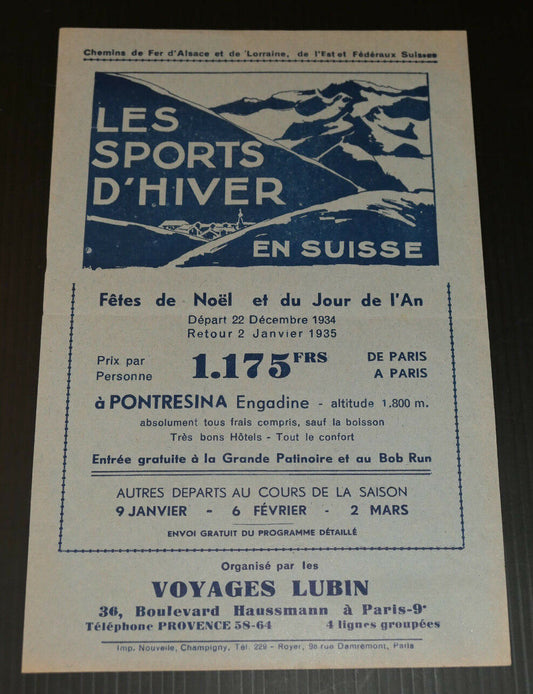 Chemins de Fer d'Alsace et de Lorraine, de l'Est et Fédéraux Suisses
LES
SPORTS
D'HIVER
EN SUISSE
Fêtes de Noël et du Jour de l'An
Départ 22 Décembre 1934
Retour 2 Janvier 1935
Prix par Personne 1.175 FRS DE PARIS A PARIS
à PONTRESINA Engadine - altitude 1.800 m.
absolument tous frais compris, sauf la boisson
Très bons Hôtels - Tout le confort
Entrée gratuite à la Grande Patinoire et au Bob Run
AUTRES DEPARTS AU COURS DE LA SAISON
9 JANVIER - 6 FÉVRIER - 2 MARS
ENVOI GRATUIT DU PROGRAMME DÉTAILLÉ
Organisé par les
VOYAGES LUBIN
36, Boulevard Haussmann à Paris-9e
Téléphone PROVENCE 58-64 4 lignes groupées
Imp. Nouvelle, Champigny, Tél. 229 - Royer, 98 rue Damrémont, Paris